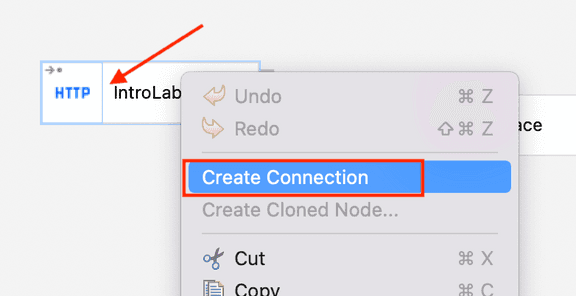 HTTP IntroLab
Undo ⌘ Z
Redo ⇧⌘ Z
ace
Create Connection
Create Cloned Node...
Cut ⌘ X
Copy ⌘ C